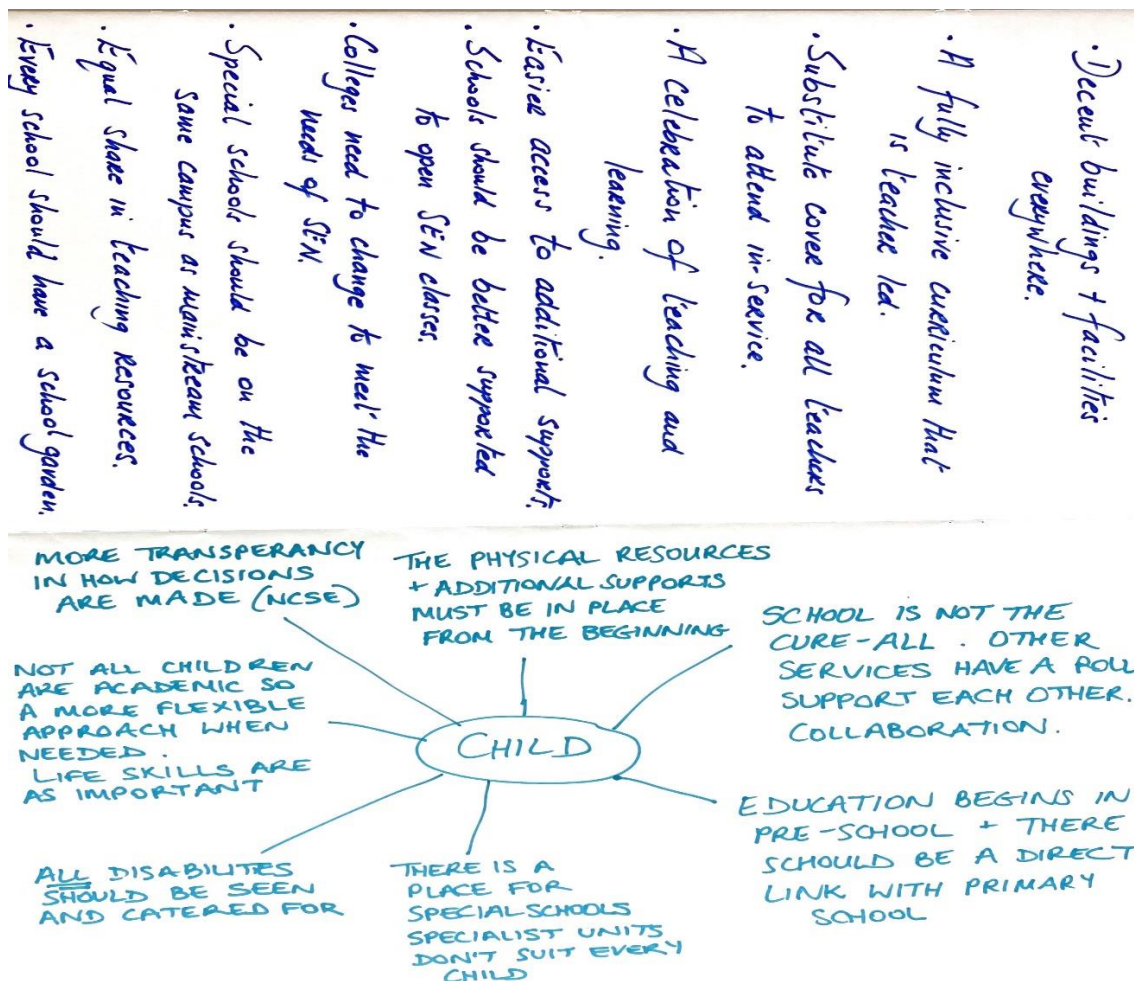 · Decent buildings + facilities
everywhere.
· A fully inclusive curriculum that
is teacher led.
· Substitute cover for all teachers
to attend in-service.
· A celebration of teaching and
learning.
· Easier access to additional supports.
· Schools should be better supported
to open SEN classes.
· Colleges need to change to meet the
needs of SEN.
· Special schools should be on the
same campus as mainstream schools.
· Equal share in teaching resources.
· Every school should have a school garden.
MORE TRANSPERANCY
IN HOW DECISIONS
ARE MADE (NCSE)
THE PHYSICAL RESOURCES
+ ADDITIONAL SUPPORTS
MUST BE IN PLACE
FROM THE BEGINNING
SCHOOL IS NOT THE
CURE-ALL. OTHER
SERVICES HAVE A ROLL
SUPPORT EACH OTHER.
COLLABORATION.
NOT ALL CHILDREN
ARE ACADEMIC SO
A MORE FLEXIBLE
APPROACH WHEN
NEEDED.
LIFE SKILLS ARE
AS IMPORTANT
CHILD
EDUCATION BEGINS IN
PRE-SCHOOL + THERE
SCHOULD BE A DIRECT
LINK WITH PRIMARY
SCHOOL
ALL DISABILITES
SHOULD BE SEEN
AND CATERED FOR
THERE IS A
PLACE FOR
SPECIAL SCHOOLS
SPECIALIST UNITS
DON'T SUIT EVERY
CHILD